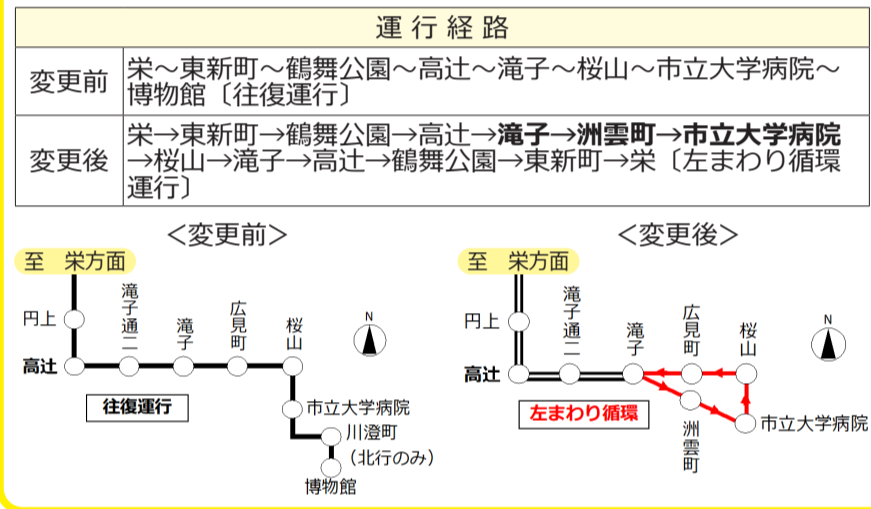 運行経路
変更前
栄～東新町～鶴舞公園～高辻～滝子～桜山～市立大学病院～
博物館〔往復運行〕
変更後
栄→東新町→鶴舞公園→高辻→滝子→洲雲町→市立大学病院
→桜山→滝子→高辻→鶴舞公園→東新町→栄〔左まわり循環
運行〕
＜変更前＞
至　栄方面
円上
高辻
滝子通二
滝子
広見町
桜山
N
往復運行
市立大学病院
川澄町
（北行のみ）
博物館
＜変更後＞
至　栄方面
円上
高辻
滝子通二
滝子
広見町
桜山
N
左まわり循環
洲雲町
市立大学病院